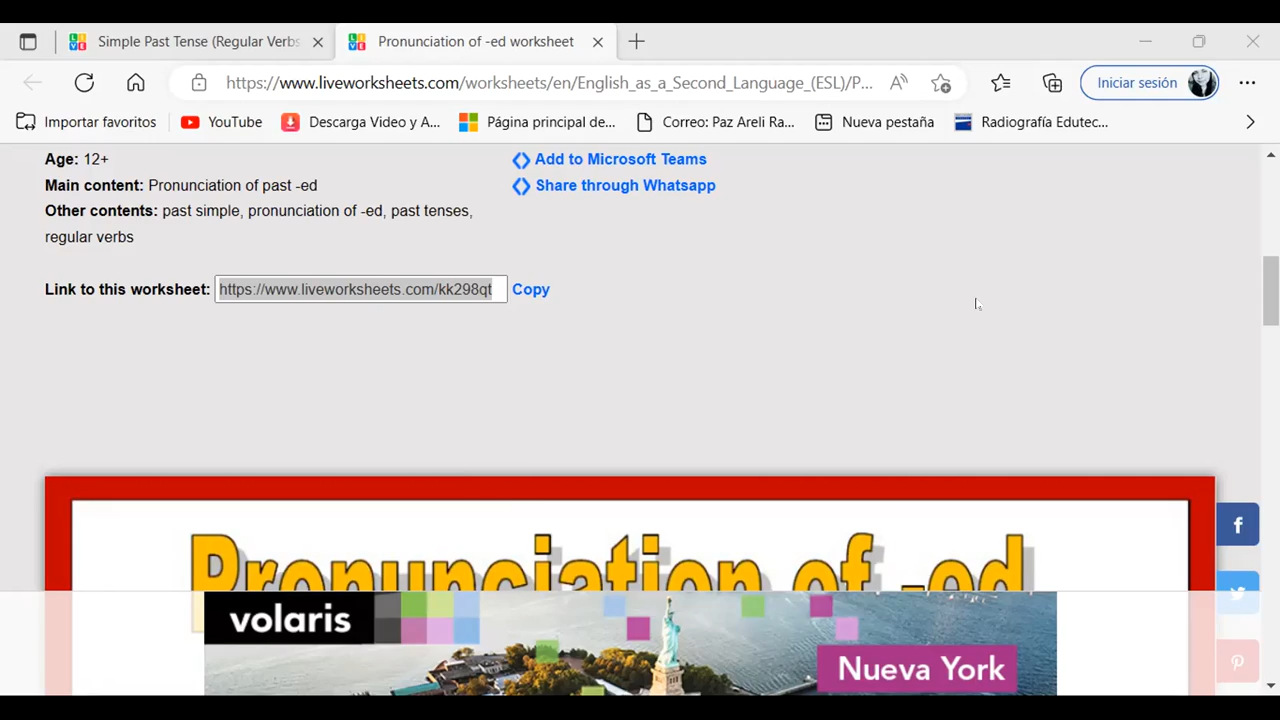 Simple Past Tense (Regular Verbs
Pronunciation of -ed worksheet
https://www.liveworksheets.com/worksheets/en/English_as_a_Second_Language_(ESL)/P...
Iniciar sesión
Importar favoritos
YouTube
Descarga Video y A...
Página principal de...
Correo: Paz Areli Ra...
Nueva pestaña
Radiografía Edutec...
Age: 12+
Main content: Pronunciation of past -ed
Other contents: past simple, pronunciation of -ed, past tenses,
regular verbs
Add to Microsoft Teams
Share through Whatsapp
Link to this worksheet: https://www.liveworksheets.com/kk298qt Copy
Pronunciation of -ed
volaris
Nueva York